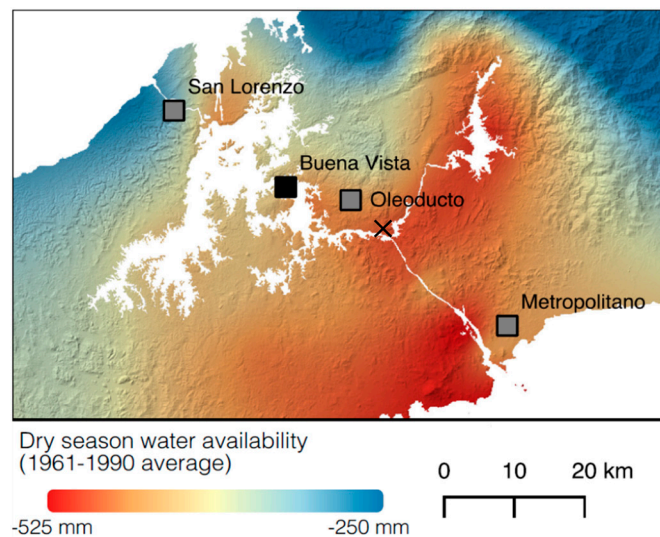 San Lorenzo
Buena Vista
Oleoducto
Metropolitano
Dry season water availability
(1961-1990 average)
0 10 20 km
-525 mm -250 mm